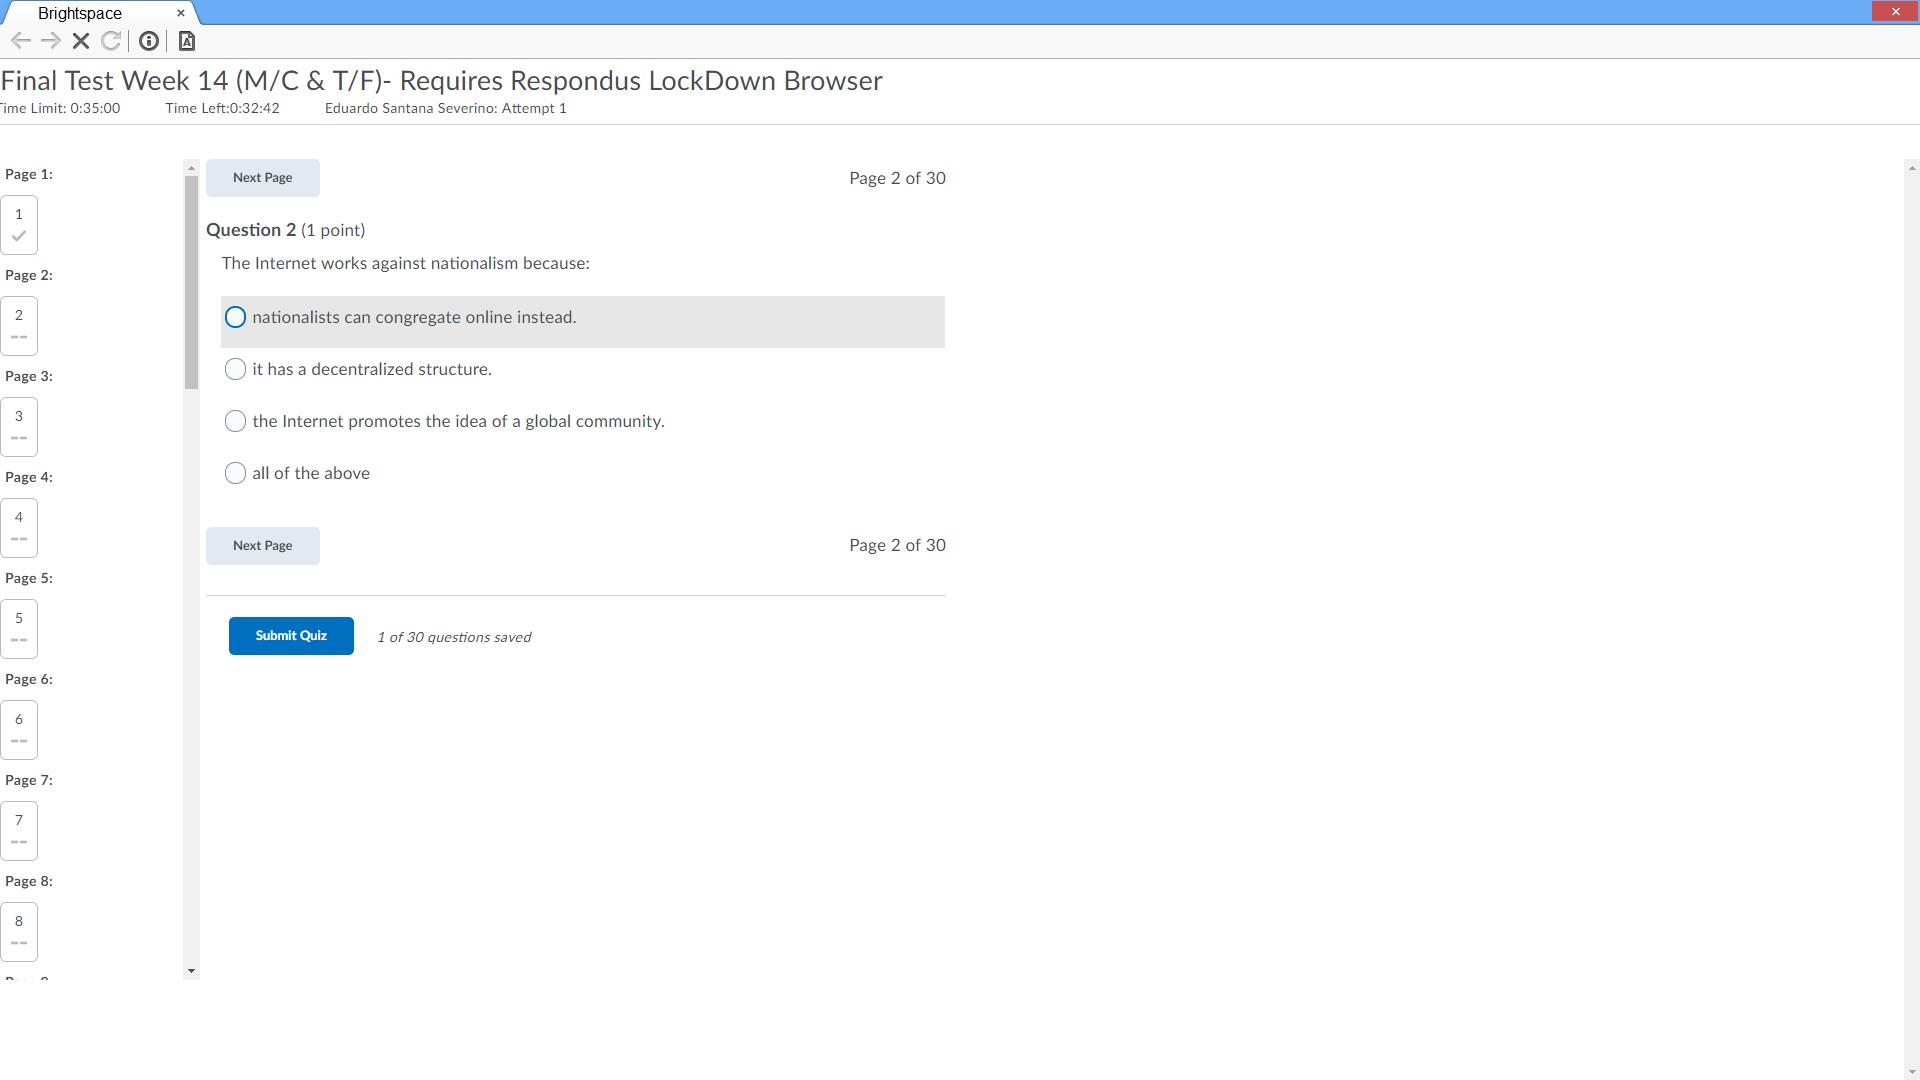 Brightspace
Final Test Week 14 (M/C & T/F)- Requires Respondus LockDown Browser
Time Limit: 0:35:00 Time Left:0:32:42 Eduardo Santana Severino: Attempt 1
Page 1:
1
Page 2:
2
--
Page 3:
3
--
Page 4:
4
--
Page 5:
5
--
Page 6:
6
--
Page 7:
7
--
Page 8:
8
--
Next Page
Page 2 of 30
Question 2 (1 point)
The Internet works against nationalism because:
nationalists can congregate online instead.
it has a decentralized structure.
the Internet promotes the idea of a global community.
all of the above
Next Page
Page 2 of 30
Submit Quiz
1 of 30 questions saved